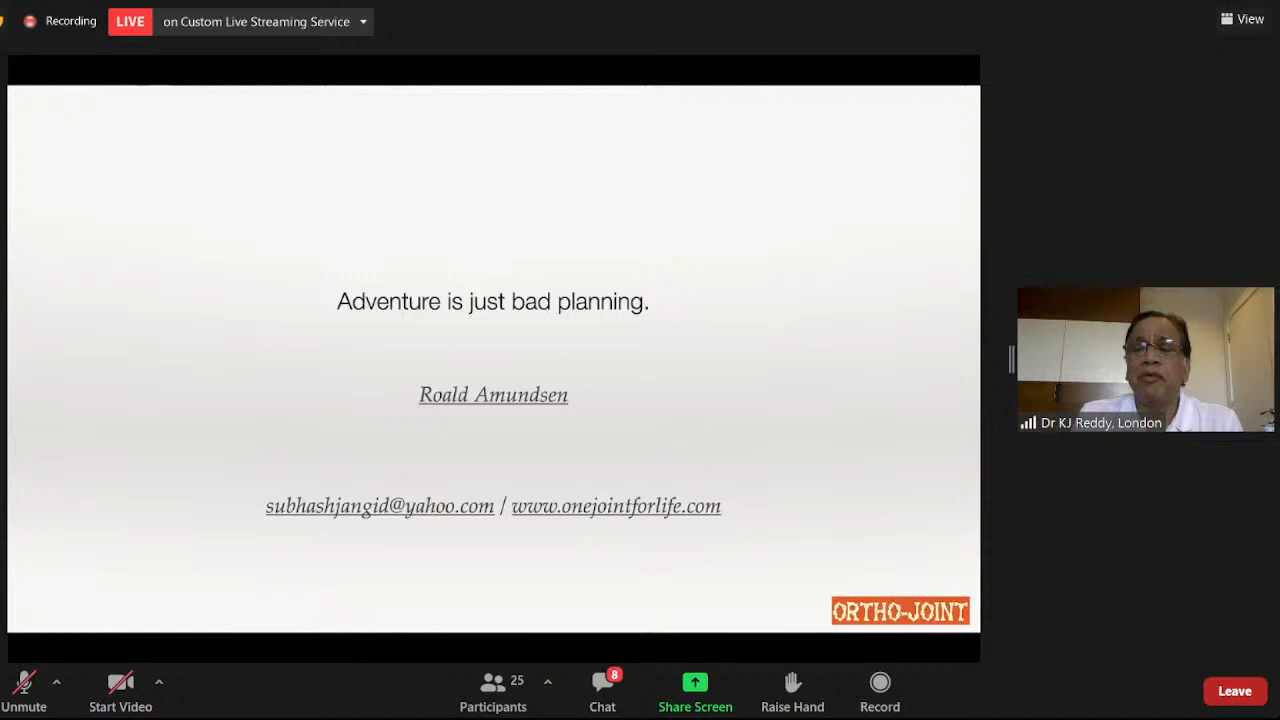 Recording
LIVE on Custom Live Streaming Service
View
Adventure is just bad planning.
Roald Amundsen
subhashjangid@yahoo.com / www.onejointforlife.com
ORTHO-JOINT
Dr KJ Reddy, London
Unmute
Start Video
25
Participants
8
Chat
Share Screen
Raise Hand
Record
Leave